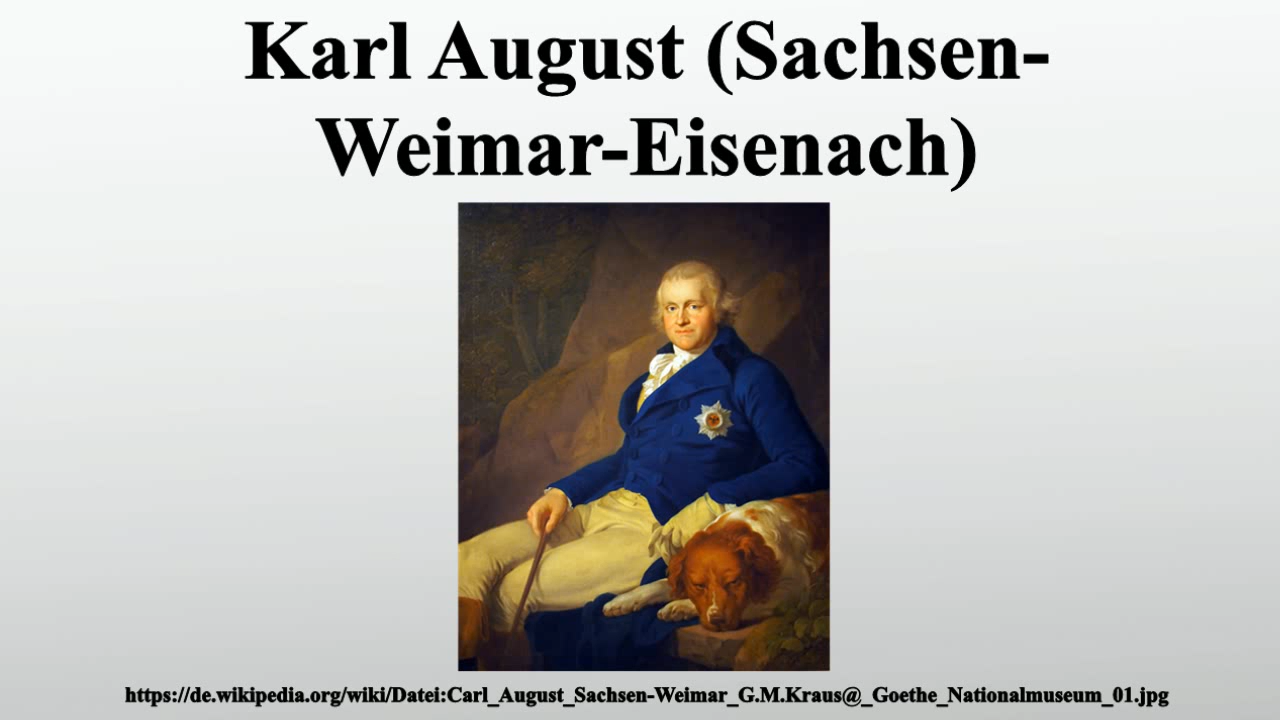 Karl August (Sachsen-
Weimar-Eisenach)
https://de.wikipedia.org/wiki/Datei:Carl_August_Sachsen-Weimar_G.M.Kraus@_Goethe_Nationalmuseum_01.jpg